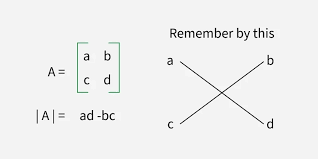 Remember by this
A = [ a b
c d ]
|A| = ad -bc
a b
c d